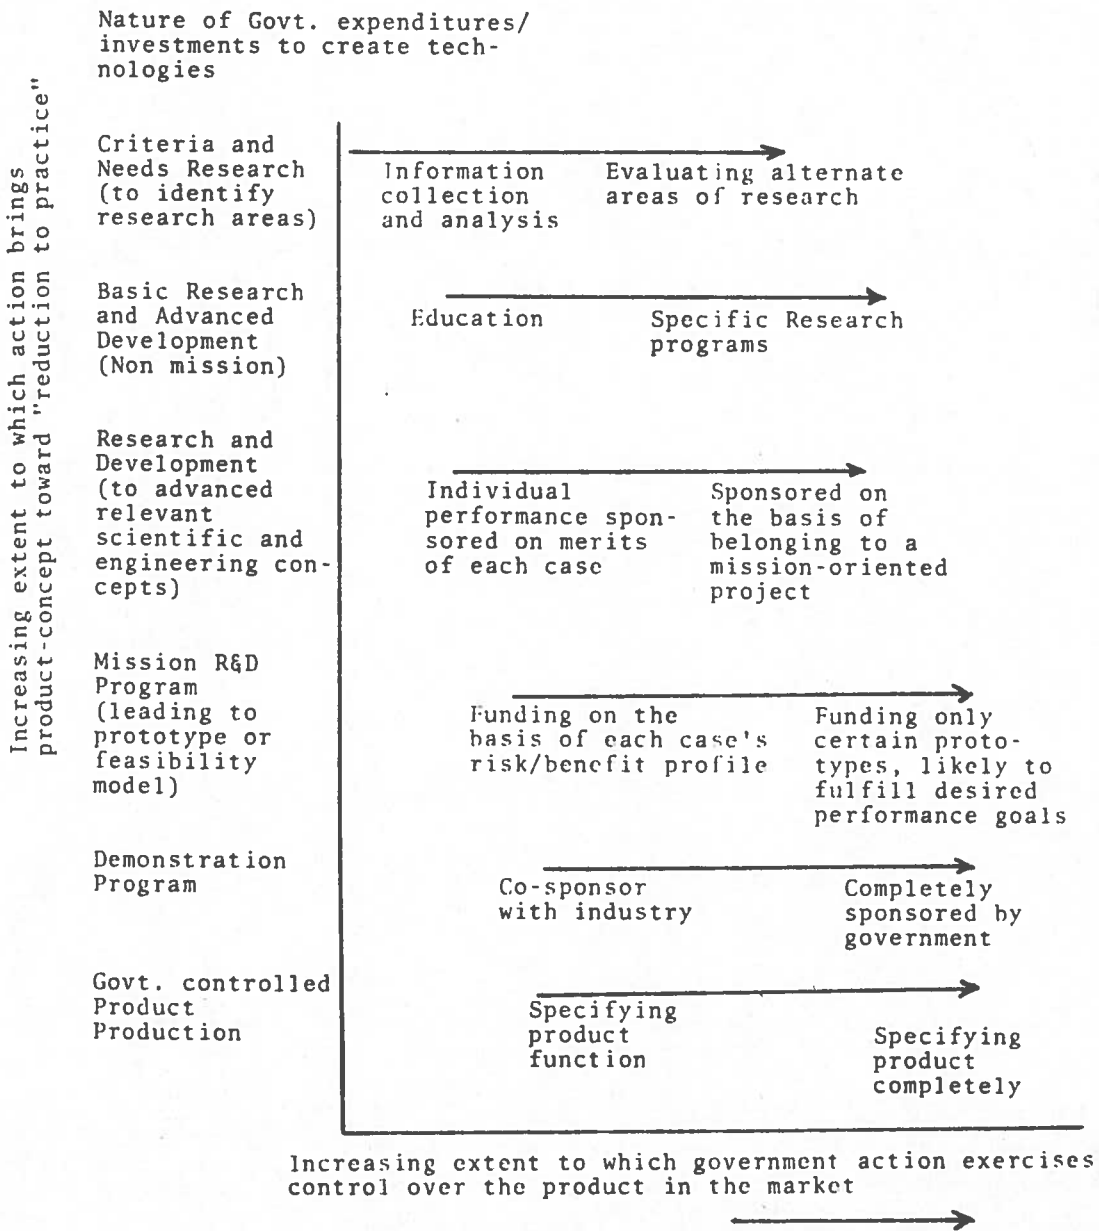 Nature of Govt. expenditures/
investments to create tech-
nologies
Increasing extent to which action brings
product-concept toward "reduction to practice"
Criteria and
Needs Research
(to identify
research areas)
Information
collection
and analysis
Evaluating alternate
areas of research
Basic Research
and Advanced
Development
(Non mission)
Education
Specific Research
programs
Research and
Development
(to advanced
relevant
scientific and
engineering con-
cepts)
Individual
performance spon-
sored on merits
of each case
Sponsored on
the basis of
belonging to a
mission-oriented
project
Mission R&D
Program
(leading to
prototype or
feasibility
model)
Funding on the
basis of each case's
risk/benefit profile
Funding only
certain proto-
types, likely to
fulfill desired
performance goals
Demonstration
Program
Co-sponsor
with industry
Completely
sponsored by
government
Govt. controlled
Product
Production
Specifying
product
function
Specifying
product
completely
Increasing extent to which government action exercises
control over the product in the market